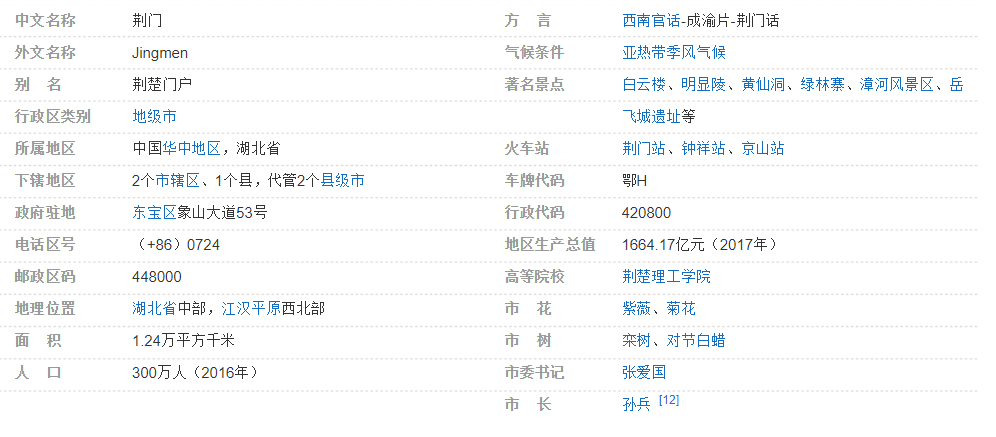 中文名称 荆门
外文名称 Jingmen
别 名 荆楚门户
行政区类别 地级市
所属地区 中国华中地区，湖北省
下辖地区 2个市辖区、1个县，代管2个县级市
政府驻地 东宝区象山大道53号
电话区号 （+86）0724
邮政区码 448000
地理位置 湖北省中部，江汉平原西北部
面 积 1.24万平方千米
人 口 300万人（2016年）
方 言 西南官话-成渝片-荆门话
气候条件 亚热带季风气候
著名景点 白云楼、明显陵、黄仙洞、绿林寨、漳河风景区、岳
飞城遗址等
火车站 荆门站、钟祥站、京山站
车牌代码 鄂H
行政代码 420800
地区生产总值 1664.17亿元（2017年）
高等院校 荆楚理工学院
市 花 紫薇、菊花
市 树 栾树、对节白蜡
市委书记 张爱国
市 长 孙兵 [12]